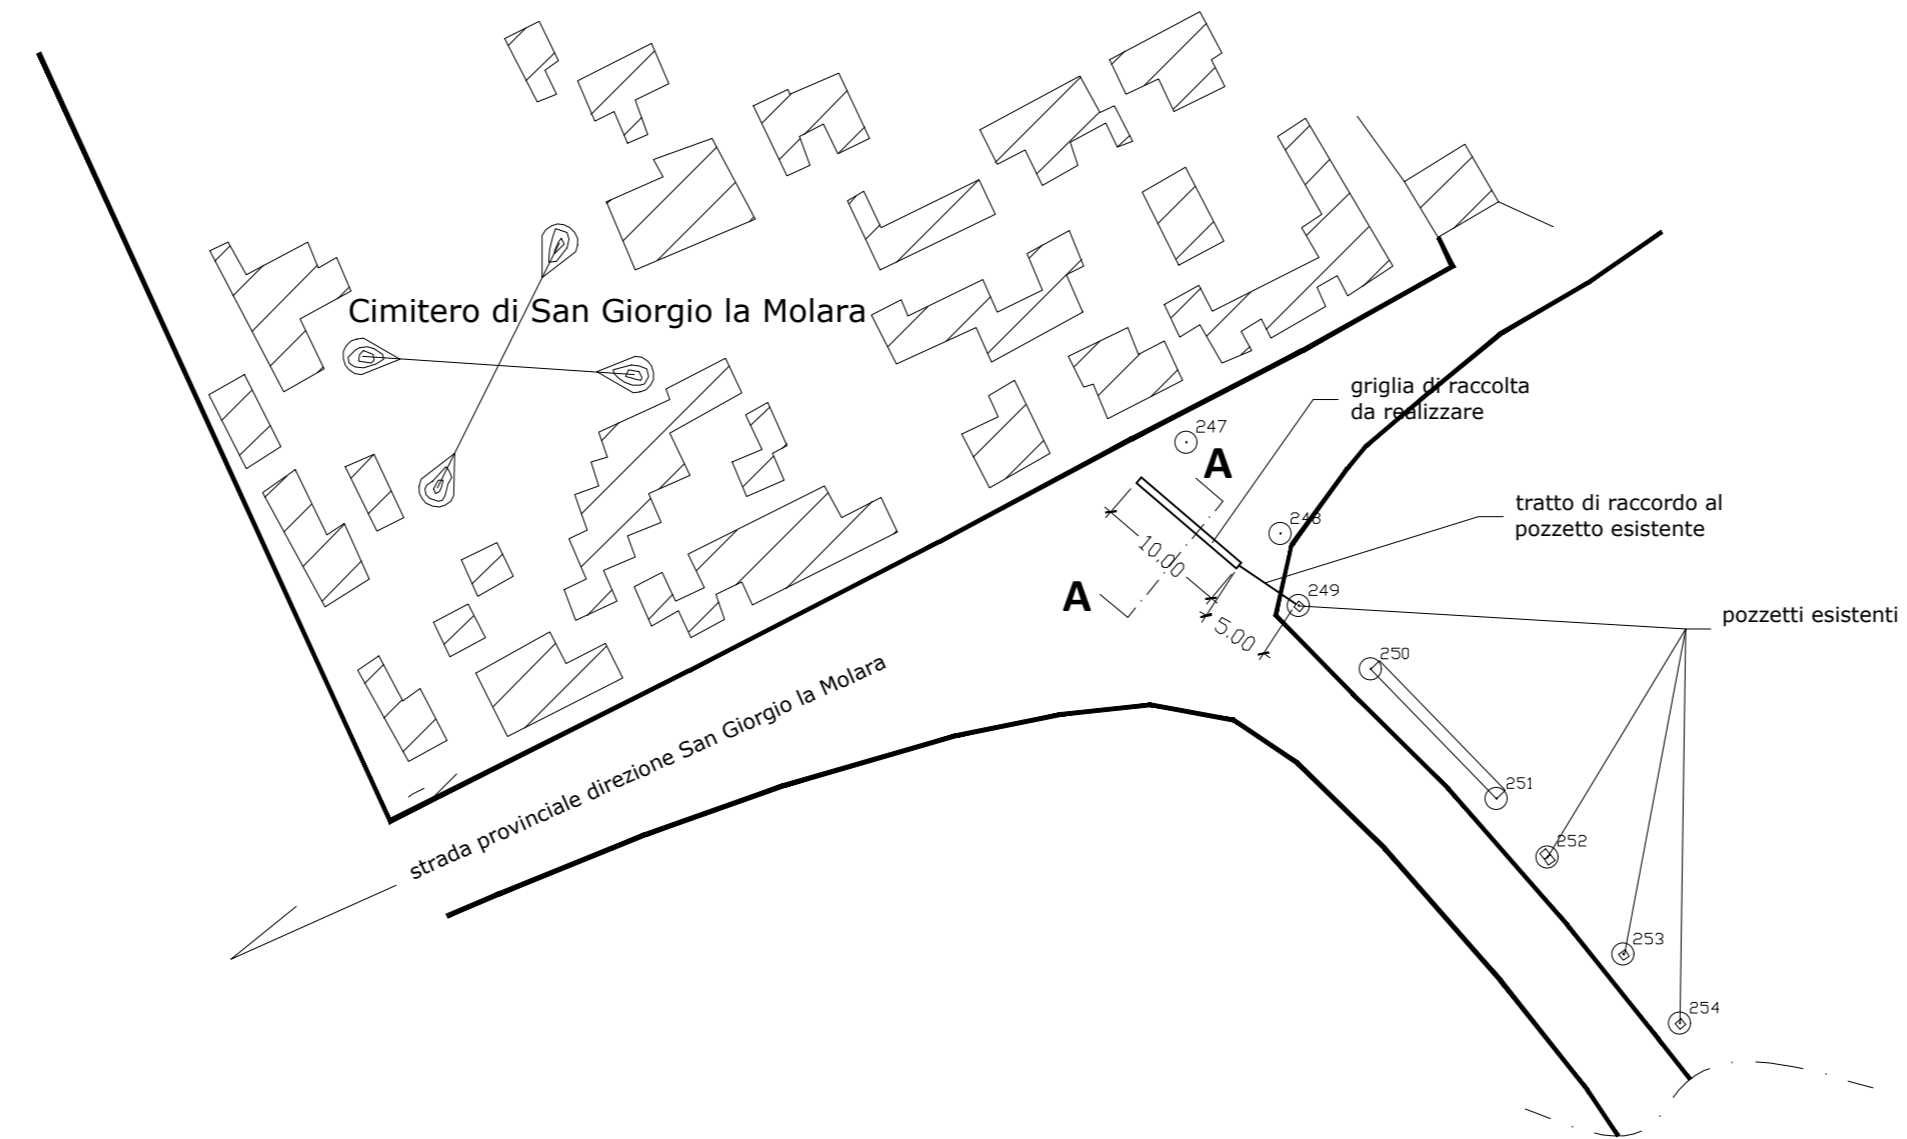 Cimitero di San Giorgio la Molara
griglia di raccolta
da realizzare
247
A
tratto di raccordo al
pozzetto esistente
248
10.00
A
249
5.00
pozzetti esistenti
250
strada provinciale direzione San Giorgio la Molara
251
252
253
254